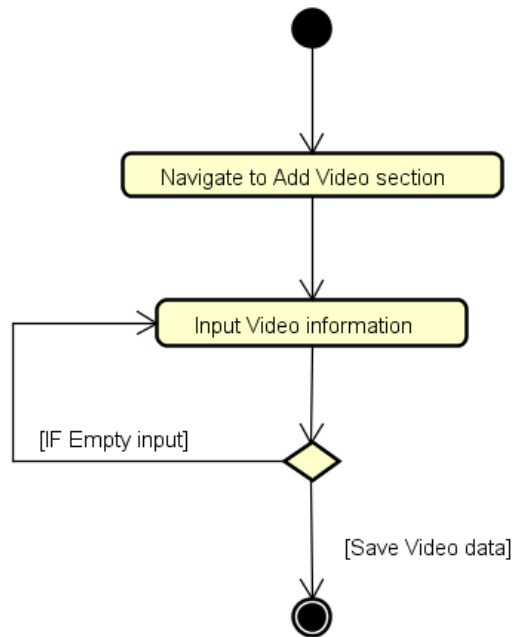 Navigate to Add Video section
Input Video information
[IF Empty input]
[Save Video data]